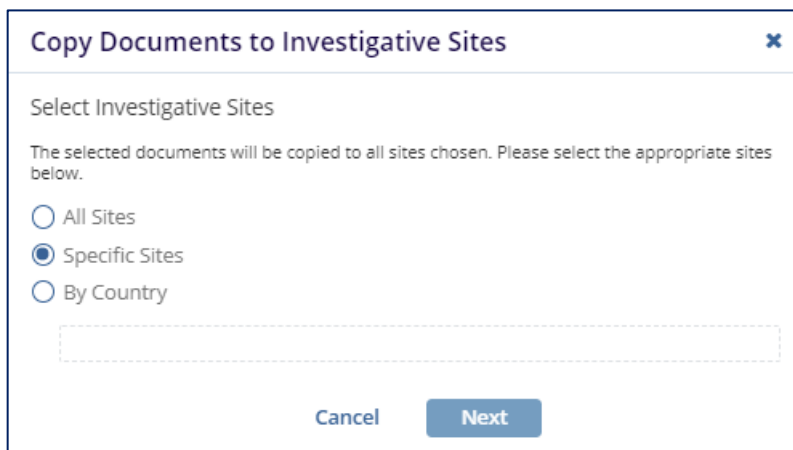 Copy Documents to Investigative Sites
Select Investigative Sites
The selected documents will be copied to all sites chosen. Please select the appropriate sites
below.
All Sites
Specific Sites
By Country
Cancel Next